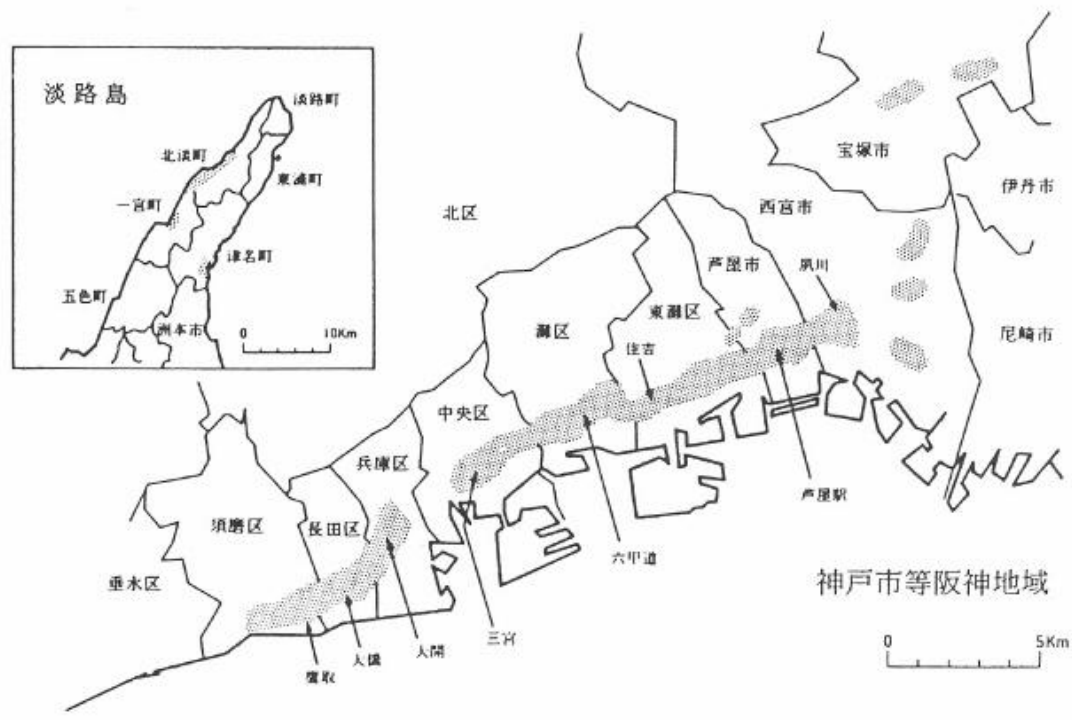 淡路島
淡路町
北淡町
東浦町
一宮町
津名町
五色町
洲本市
0 10Km
宝塚市
伊丹市
北区
西宮市
芦屋市
夙川
東灘区
灘区
住吉
尼崎市
中央区
兵庫区
芦屋駅
須磨区
長田区
六甲道
垂水区
神戸市等阪神地域
三宮
大開
大橋
鷹取
0 5Km